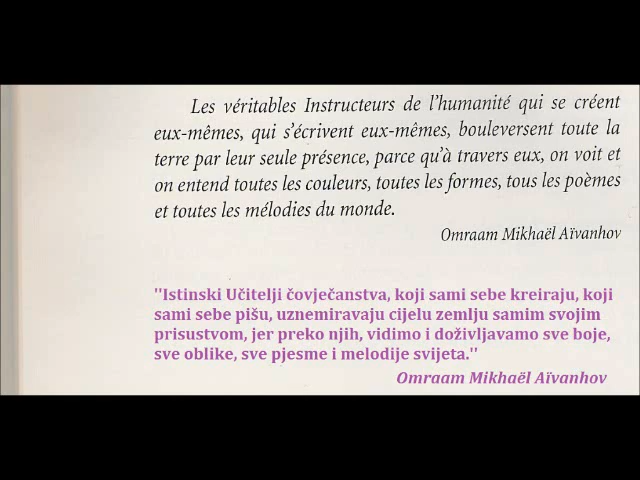 Les véritables Instructeurs de l'humanité qui se créent
eux-mêmes, qui s'écrivent eux-mêmes, bouleversent toute la
terre par leur seule présence, parce qu'à travers eux, on voit et
on entend toutes les couleurs, toutes les formes, tous les poèmes
et toutes les mélodies du monde.
Omraam Mikhaël Aïvanhov
"Istinski Učitelji čovječanstva, koji sami sebe kreiraju, koji
sami sebe pišu, uznemiravaju cijelu zemlju samim svojim
prisustvom, jer preko njih, vidimo i doživljavamo sve boje,
sve oblike, sve pjesme i melodije svijeta."
Omraam Mikhaël Aïvanhov